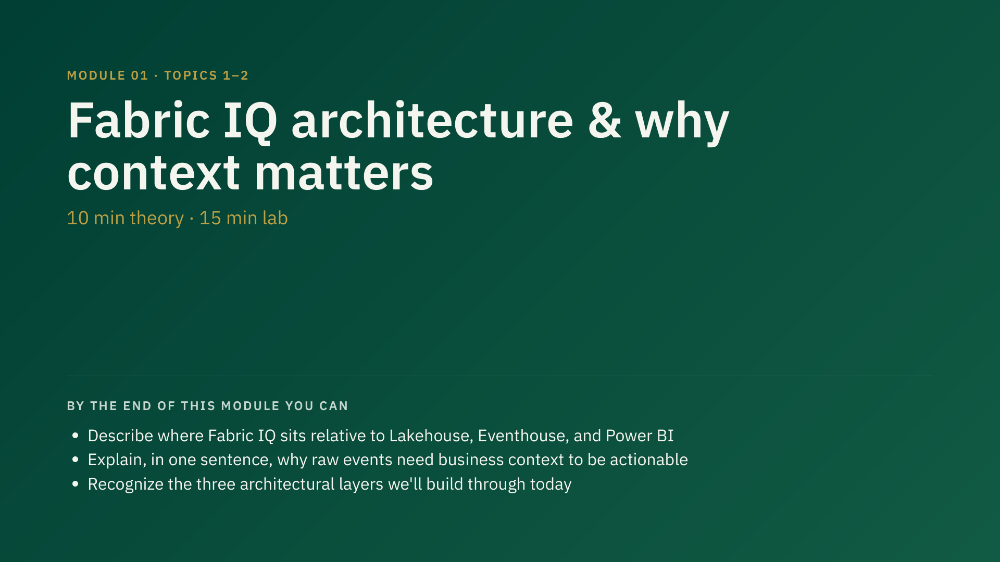 MODULE 01 · TOPICS 1–2
Fabric IQ architecture & why
context matters
10 min theory · 15 min lab
BY THE END OF THIS MODULE YOU CAN
• Describe where Fabric IQ sits relative to Lakehouse, Eventhouse, and Power BI
• Explain, in one sentence, why raw events need business context to be actionable
• Recognize the three architectural layers we'll build through today